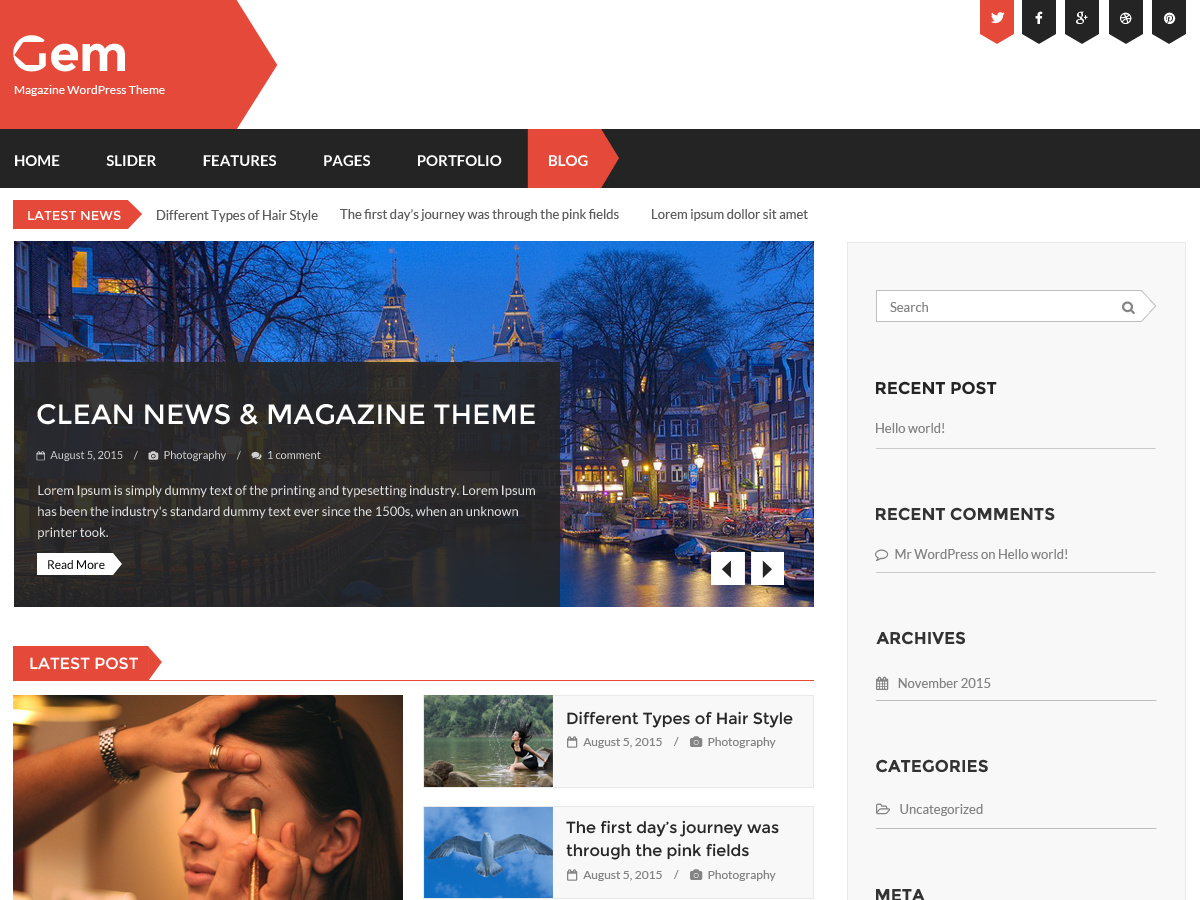 Gem
Magazine WordPress Theme
HOME SLIDER FEATURES PAGES PORTFOLIO BLOG
LATEST NEWS Different Types of Hair Style The first day's journey was through the pink fields Lorem ipsum dollor sit amet
CLEAN NEWS & MAGAZINE THEME
August 5, 2015 / Photography / 1 comment
Lorem Ipsum is simply dummy text of the printing and typesetting industry. Lorem Ipsum
has been the industry's standard dummy text ever since the 1500s, when an unknown
printer took.
Read More
LATEST POST
Different Types of Hair Style
August 5, 2015 / Photography
The first day's journey was
through the pink fields
August 5, 2015 / Photography
Search
RECENT POST
Hello world!
RECENT COMMENTS
Mr WordPress on Hello world!
ARCHIVES
November 2015
CATEGORIES
Uncategorized
META